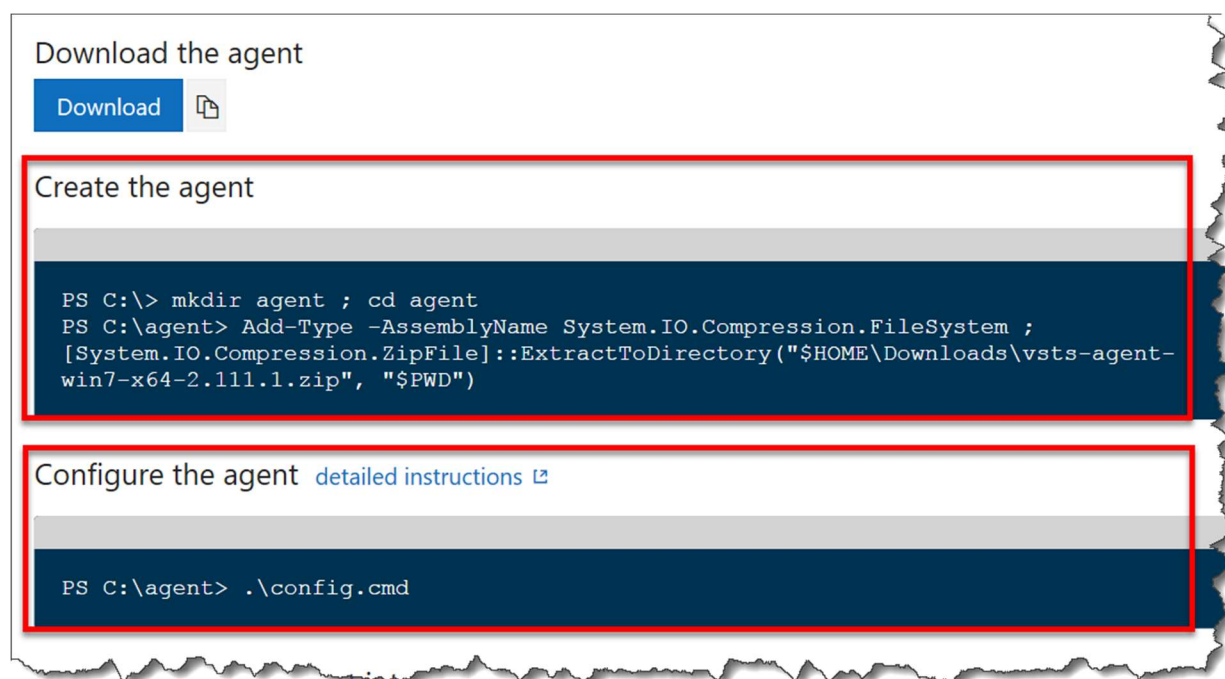 Download the agent
Download
Create the agent
PS C:\> mkdir agent ; cd agent
PS C:\agent> Add-Type -AssemblyName System.IO.Compression.FileSystem ;
[System.IO.Compression.ZipFile]::ExtractToDirectory("$HOME\Downloads\vsts-agent-
win7-x64-2.111.1.zip", "$PWD")
Configure the agent detailed instructions
PS C:\agent> .\config.cmd